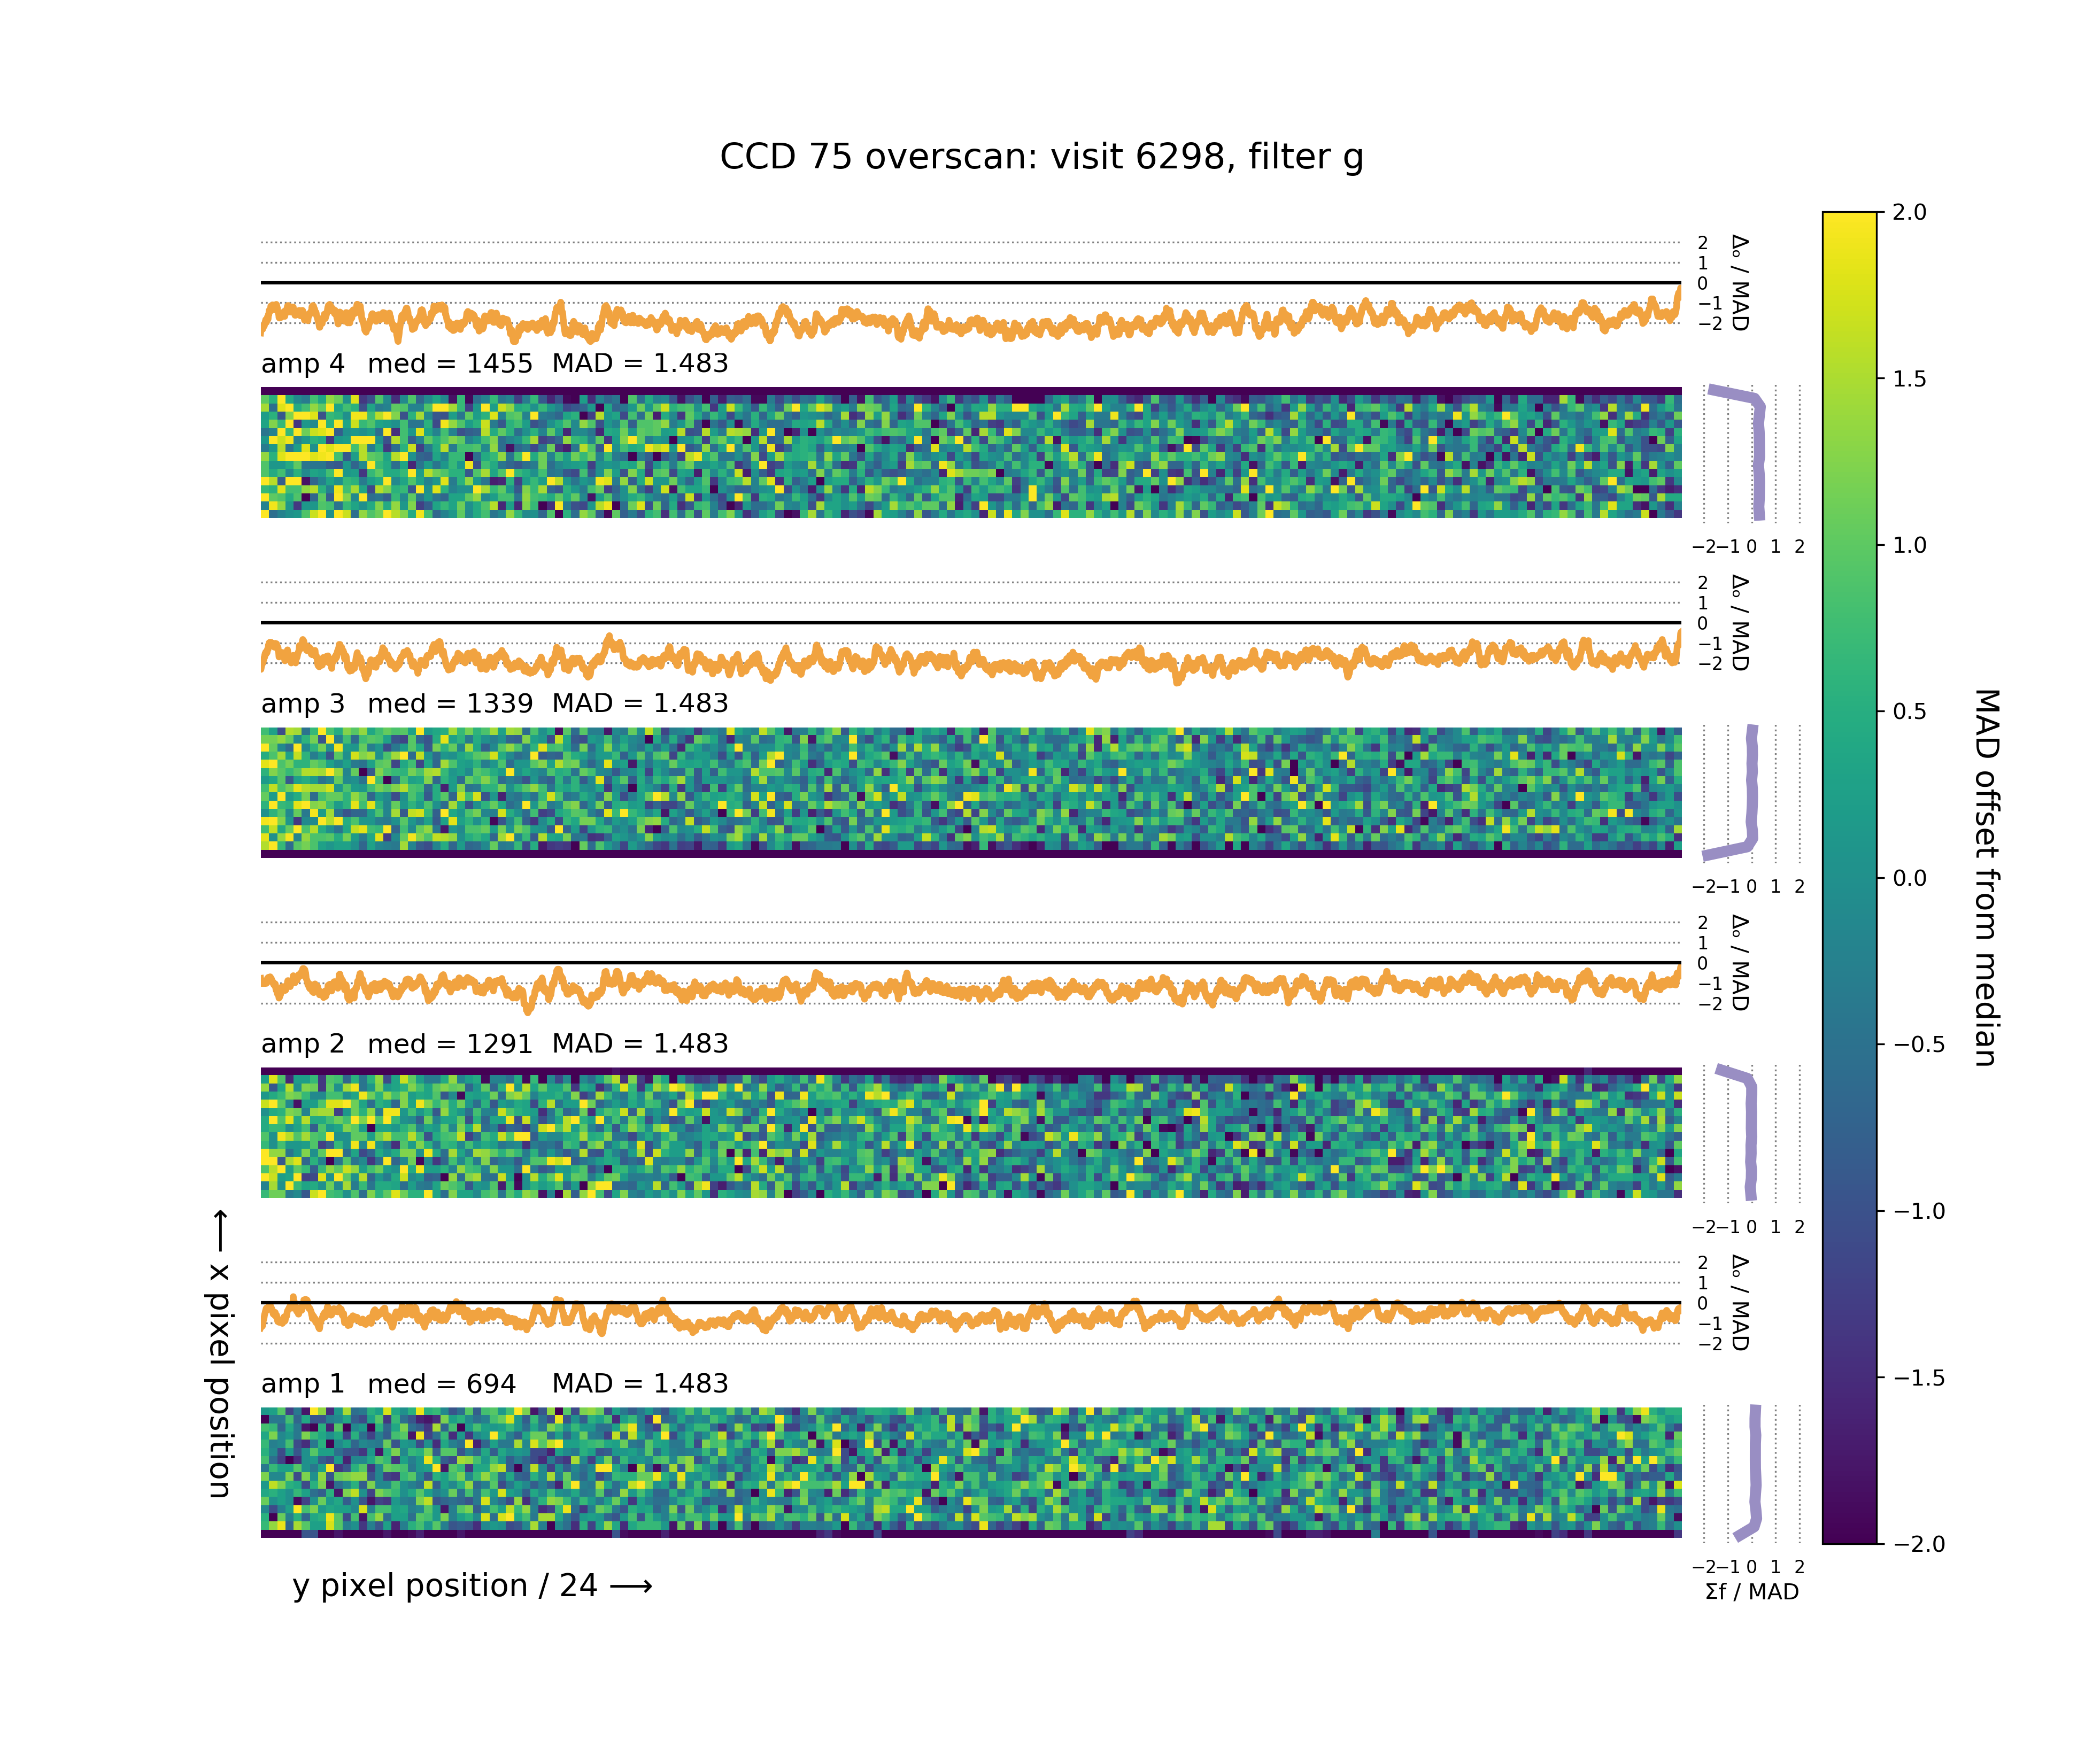 CCD 75 overscan: visit 6298, filter g
2
1
0
−1
−2
Δₒ / MAD
amp 4 med = 1455 MAD = 1.483
−2 −1 0 1 2
2
1
0
−1
−2
Δₒ / MAD
amp 3 med = 1339 MAD = 1.483
−2 −1 0 1 2
2
1
0
−1
−2
Δₒ / MAD
amp 2 med = 1291 MAD = 1.483
−2 −1 0 1 2
2
1
0
−1
−2
Δₒ / MAD
amp 1 med = 694 MAD = 1.483
−2 −1 0 1 2
Σf / MAD
y pixel position / 24 ⟶
⟵ x pixel position
2.0
1.5
1.0
0.5
0.0
−0.5
−1.0
−1.5
−2.0
MAD offset from median